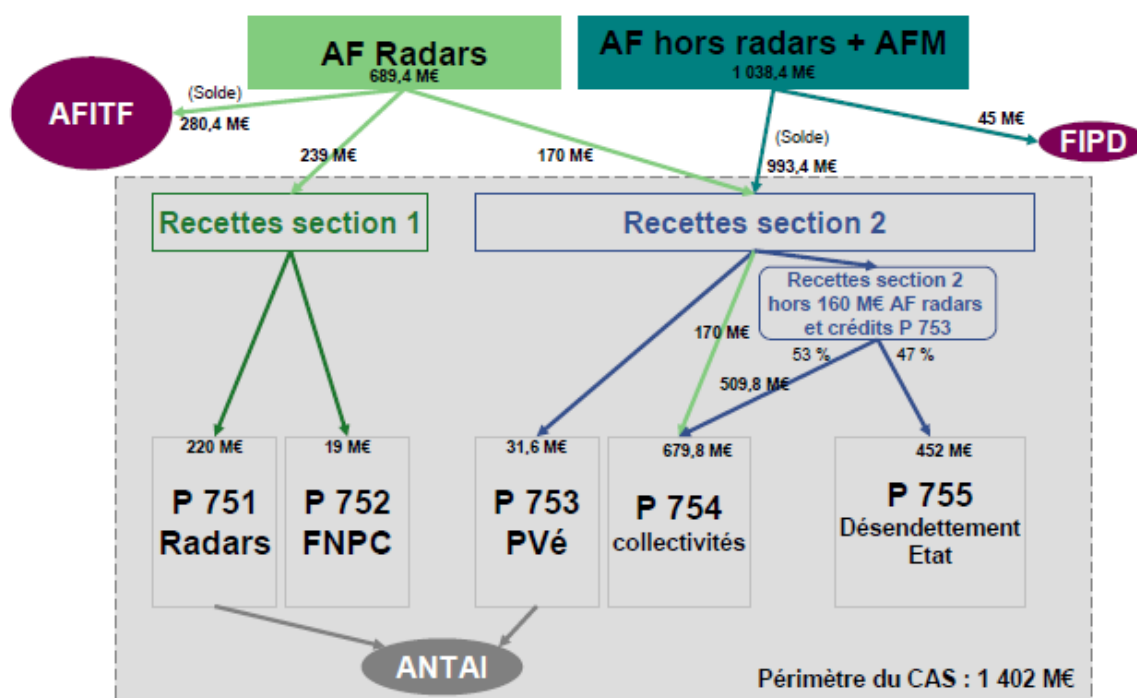 AF Radars
689,4 M€
AF hors radars + AFM
1 038,4 M€
AFITF
(Solde)
280,4 M€
45 M€
FIPD
239 M€
170 M€
(Solde)
993,4 M€
Recettes section 1
Recettes section 2
Recettes section 2
hors 160 M€ AF radars
et crédits P 753
170 M€
53 %
47 %
509,8 M€
220 M€
P 751
Radars
19 M€
P 752
FNPC
31,6 M€
P 753
PVé
679,8 M€
P 754
collectivités
452 M€
P 755
Désendettement
Etat
ANTAI
Périmètre du CAS : 1 402 M€